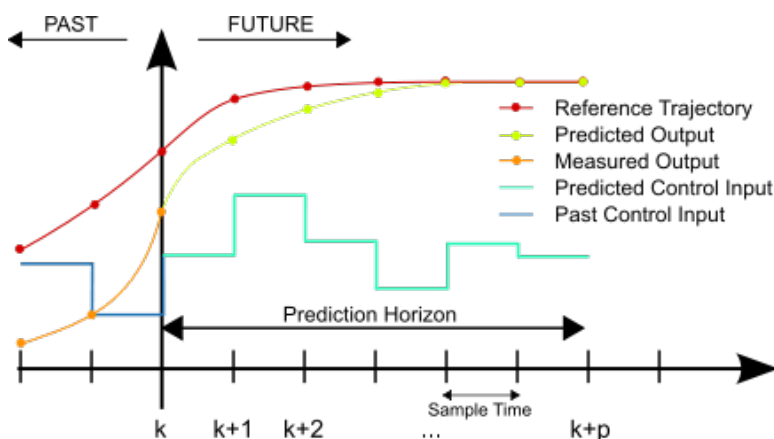 PAST
FUTURE
Reference Trajectory
Predicted Output
Measured Output
Predicted Control Input
Past Control Input
Prediction Horizon
Sample Time
k k+1 k+2 ... k+p